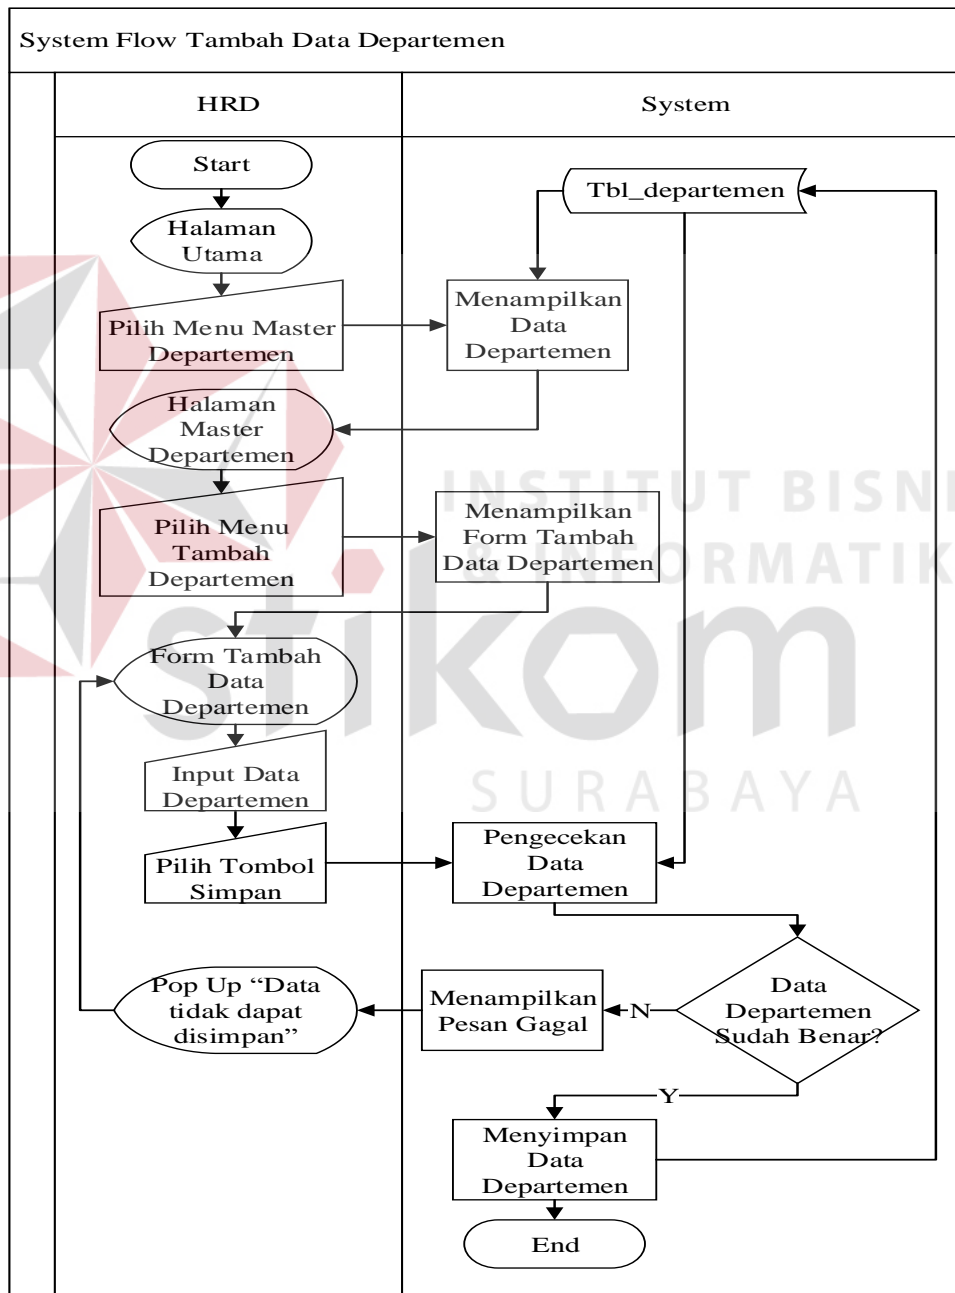 System Flow Tambah Data Departemen
HRD
System
Start
Tbl_departemen
Halaman
Utama
Pilih Menu Master
Departemen
Menampilkan
Data
Departemen
Halaman
Master
Departemen
Pilih Menu
Tambah
Departemen
Menampilkan
Form Tambah
Data Departemen
INSTITUT BISNI
& INFORMATIK
stikom
SURABAYA
Form Tambah
Data
Departemen
Input Data
Departemen
Pilih Tombol
Simpan
Pengecekan
Data
Departemen
Data
Departemen
Sudah Benar?
N
Menampilkan
Pesan Gagal
Pop Up “Data
tidak dapat
disimpan”
Y
Menyimpan
Data
Departemen
End